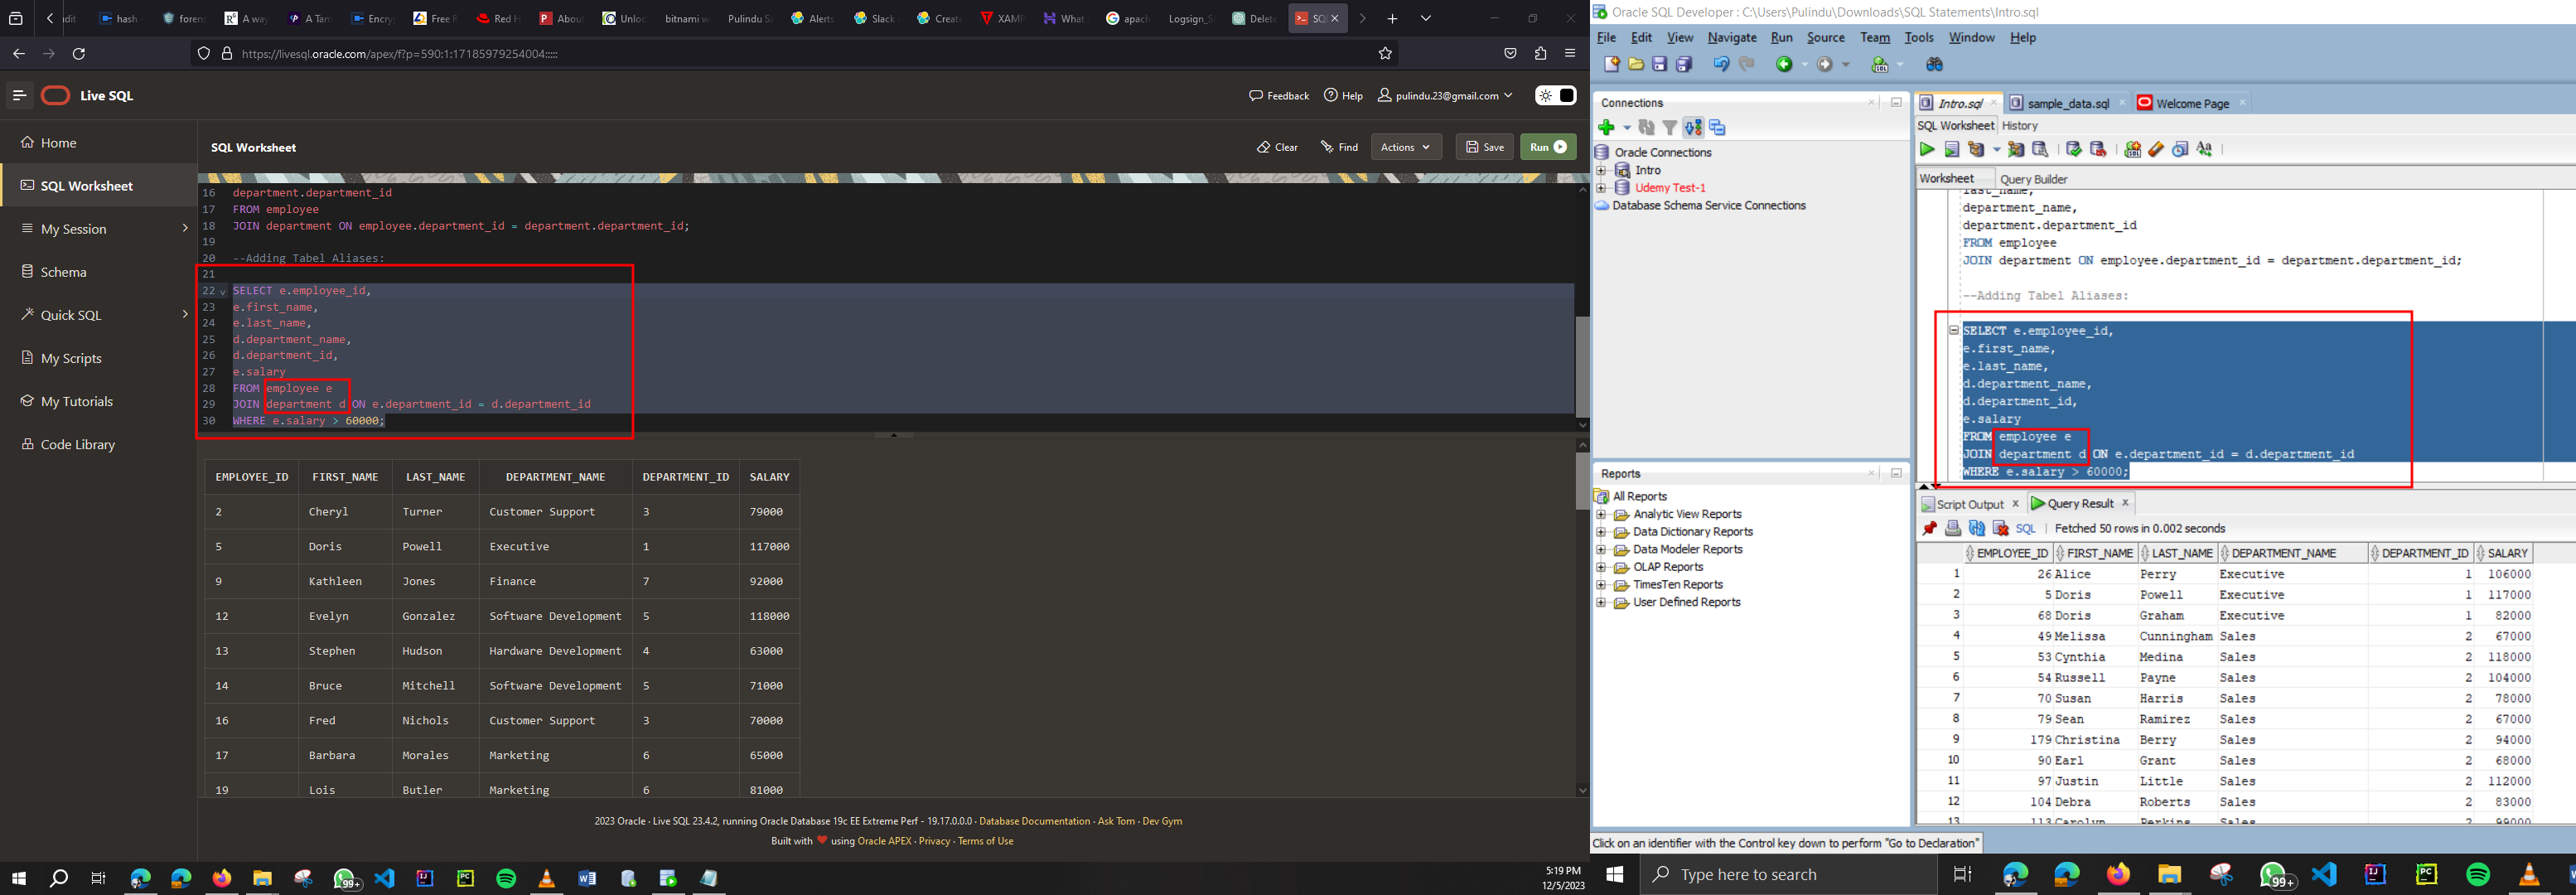 dit
hash
foren
A way
A Tam
Encry
Free R
Red H
About
Unloc
bitnami w
Pulindu Sa
Alerts
Slack
Create
XAMP
What
apach
Logsign_S
Delete
SQL
https://livesql.oracle.com/apex/f?p=590:1:17185979254004:::::
Live SQL
Feedback
Help
pulindu.23@gmail.com
Home
SQL Worksheet
My Session
Schema
Quick SQL
My Scripts
My Tutorials
Code Library
SQL Worksheet
Clear
Find
Actions
Save
Run
16 department.department_id
17 FROM employee
18 JOIN department ON employee.department_id = department.department_id;
19
20 --Adding Tabel Aliases:
21
22 SELECT e.employee_id,
23 e.first_name,
24 e.last_name,
25 d.department_name,
26 d.department_id,
27 e.salary
28 FROM employee e
29 JOIN department d ON e.department_id = d.department_id
30 WHERE e.salary > 60000;
EMPLOYEE_ID FIRST_NAME LAST_NAME DEPARTMENT_NAME DEPARTMENT_ID SALARY
2 Cheryl Turner Customer Support 3 79000
5 Doris Powell Executive 1 117000
9 Kathleen Jones Finance 7 92000
12 Evelyn Gonzalez Software Development 5 118000
13 Stephen Hudson Hardware Development 4 63000
14 Bruce Mitchell Software Development 5 71000
16 Fred Nichols Customer Support 3 70000
17 Barbara Morales Marketing 6 65000
19 Lois Butler Marketing 6 81000
2023 Oracle · Live SQL 23.4.2, running Oracle Database 19c EE Extreme Perf - 19.17.0.0.0 · Database Documentation · Ask Tom · Dev Gym
Built with ❤ using Oracle APEX · Privacy · Terms of Use
99+
5:19 PM
12/5/2023
Oracle SQL Developer : C:\Users\Pulindu\Downloads\SQL Statements\Intro.sql
File Edit View Navigate Run Source Team Tools Window Help
Connections
Oracle Connections
Intro
Udemy Test-1
Database Schema Service Connections
Reports
All Reports
Analytic View Reports
Data Dictionary Reports
Data Modeler Reports
OLAP Reports
TimesTen Reports
User Defined Reports
Intro.sql
sample_data.sql
Welcome Page
SQL Worksheet History
Worksheet Query Builder
last_name,
department_name,
department.department_id
FROM employee
JOIN department ON employee.department_id = department.department_id;
--Adding Tabel Aliases:
SELECT e.employee_id,
e.first_name,
e.last_name,
d.department_name,
d.department_id,
e.salary
FROM employee e
JOIN department d ON e.department_id = d.department_id
WHERE e.salary > 60000;
Script Output x Query Result x
SQL | Fetched 50 rows in 0.002 seconds
EMPLOYEE_ID FIRST_NAME LAST_NAME DEPARTMENT_NAME DEPARTMENT_ID SALARY
1 26 Alice Perry Executive 1 106000
2 5 Doris Powell Executive 1 117000
3 68 Doris Graham Executive 1 82000
4 49 Melissa Cunningham Sales 2 67000
5 53 Cynthia Medina Sales 2 118000
6 54 Russell Payne Sales 2 104000
7 70 Susan Harris Sales 2 78000
8 79 Sean Ramirez Sales 2 67000
9 179 Christina Berry Sales 2 94000
10 90 Earl Grant Sales 2 68000
11 97 Justin Little Sales 2 112000
12 104 Debra Roberts Sales 2 83000
13 113 Carolyn Perkins Sales 2 99000
Click on an identifier with the Control key down to perform "Go to Declaration"
Type here to search
99+